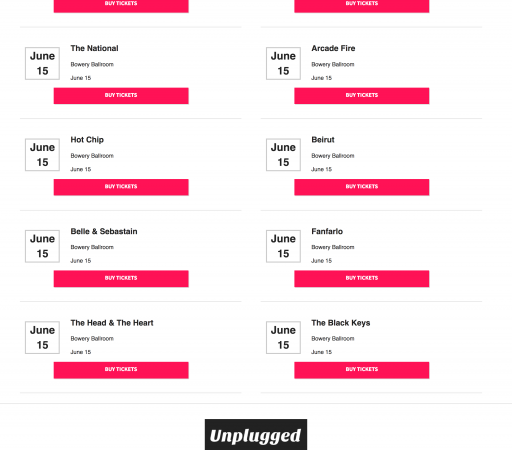 BUY TICKETS
BUY TICKETS
June
15
The National
Bowery Ballroom
June 15
BUY TICKETS
June
15
Arcade Fire
Bowery Ballroom
June 15
BUY TICKETS
June
15
Hot Chip
Bowery Ballroom
June 15
BUY TICKETS
June
15
Beirut
Bowery Ballroom
June 15
BUY TICKETS
June
15
Belle & Sebastain
Bowery Ballroom
June 15
BUY TICKETS
June
15
Fanfarlo
Bowery Ballroom
June 15
BUY TICKETS
June
15
The Head & The Heart
Bowery Ballroom
June 15
BUY TICKETS
June
15
The Black Keys
Bowery Ballroom
June 15
BUY TICKETS
Unplugged